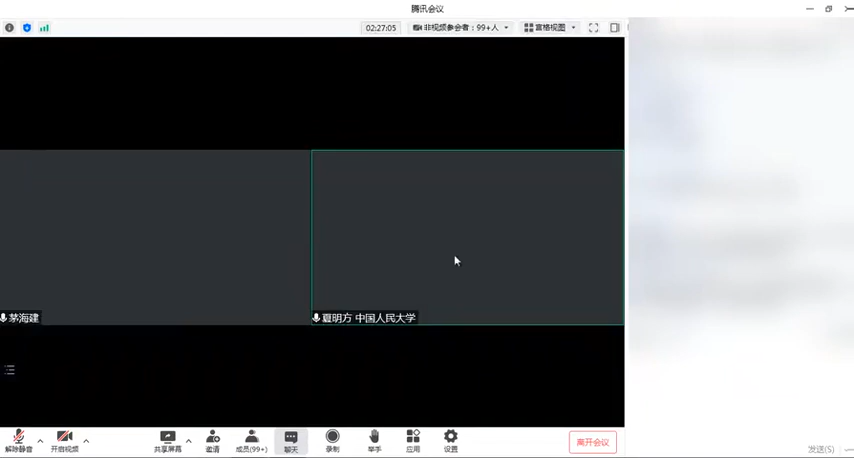 腾讯会议
02:27:05 非视频参会者：99+人 宫格视图
茅海建 夏明方 中国人民大学
解除静音 开启视频 共享屏幕 邀请 成员(99+) 聊天 录制 举手 应用 设置 离开会议 发送(S)